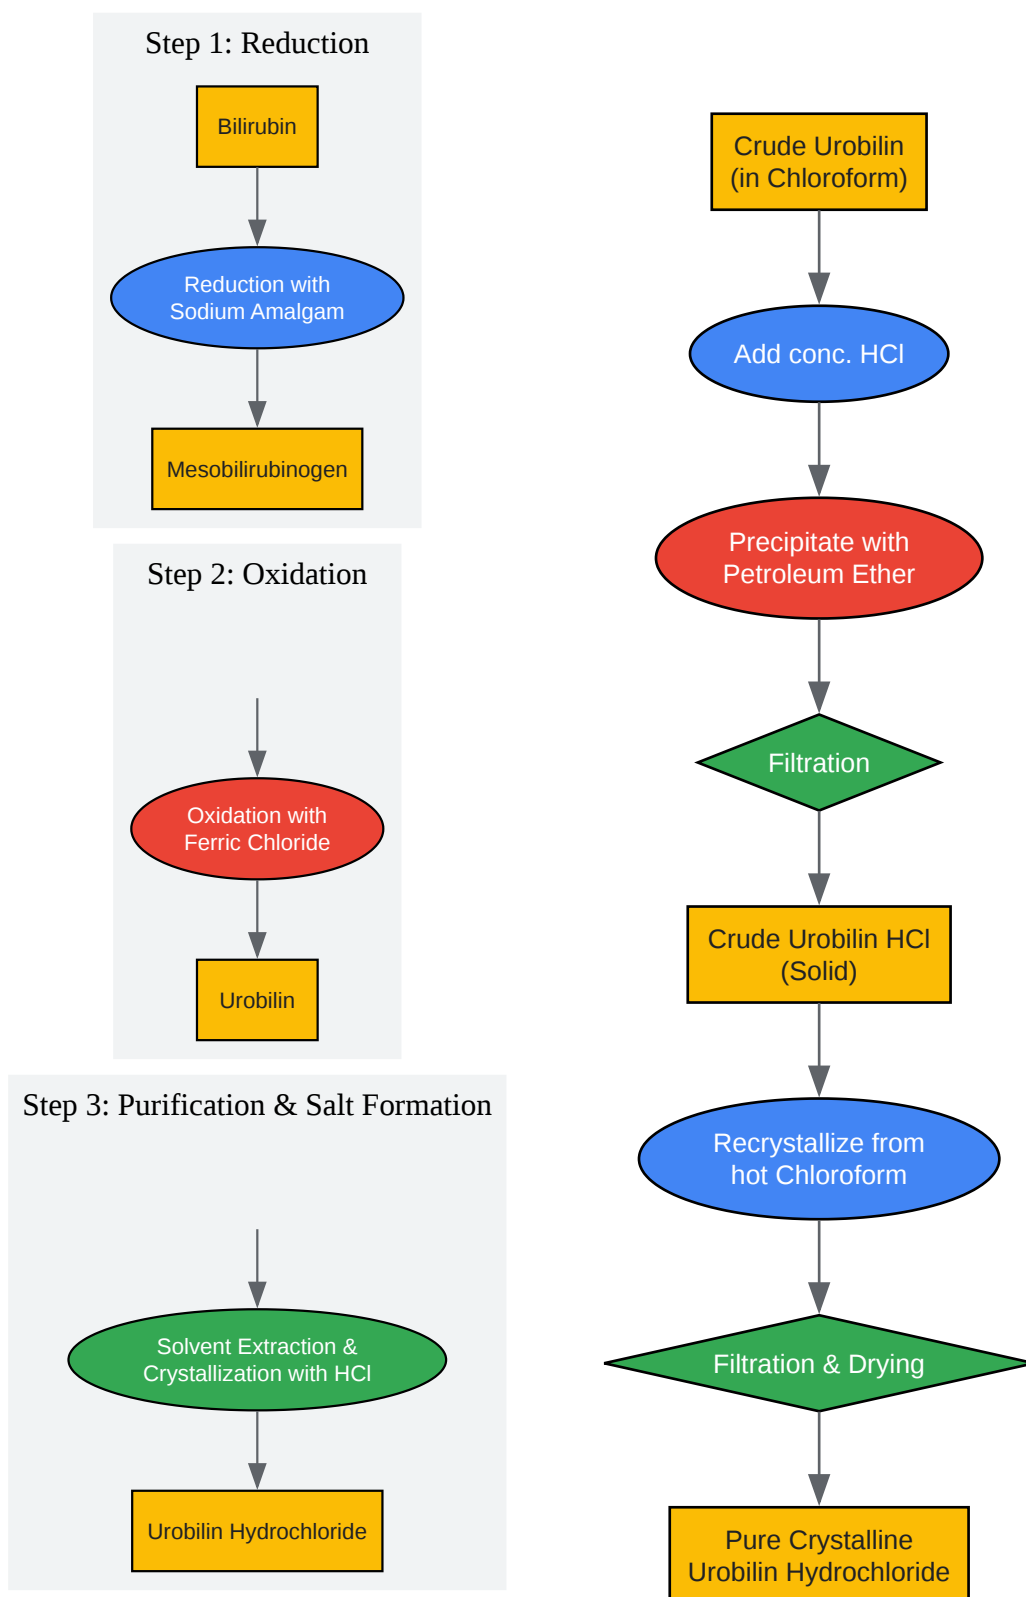 Step 1: Reduction
Bilirubin
Reduction with
Sodium Amalgam
Mesobilirubinogen
Step 2: Oxidation
Oxidation with
Ferric Chloride
Urobilin
Step 3: Purification & Salt Formation
Solvent Extraction &
Crystallization with HCl
Urobilin Hydrochloride
Crude Urobilin
(in Chloroform)
Add conc. HCl
Precipitate with
Petroleum Ether
Filtration
Crude Urobilin HCl
(Solid)
Recrystallize from
hot Chloroform
Filtration & Drying
Pure Crystalline
Urobilin Hydrochloride